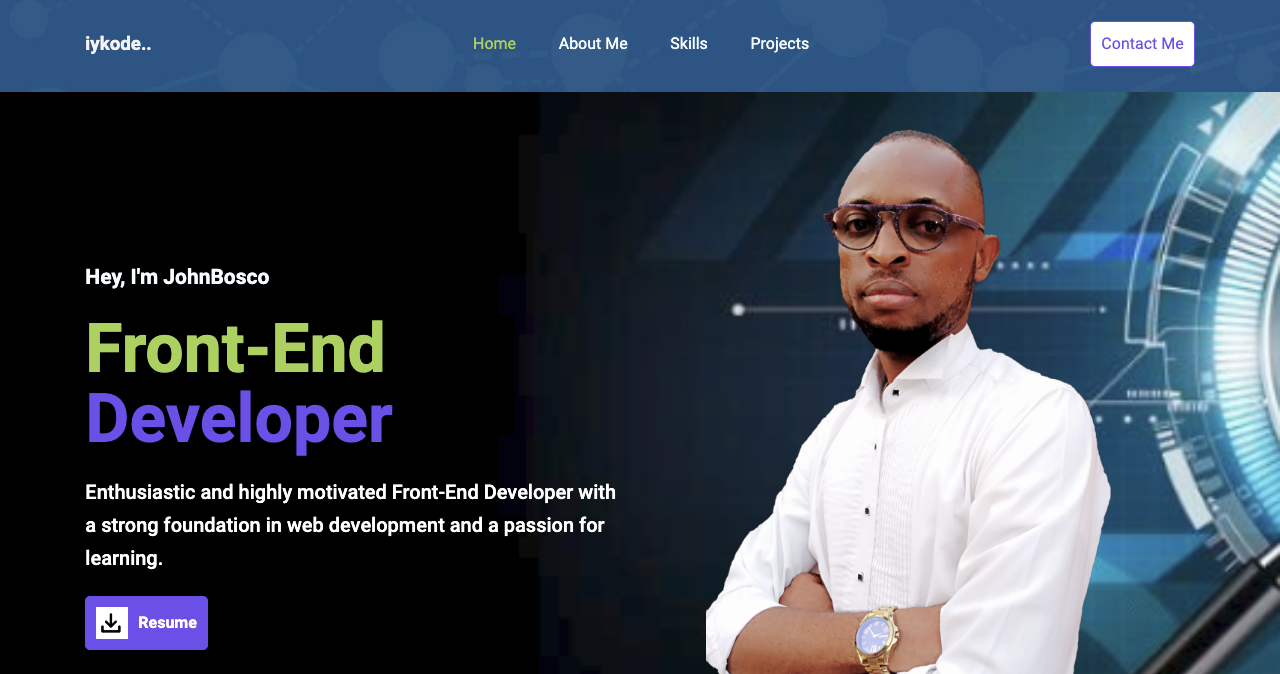 iykode..
Home
About Me
Skills
Projects
Contact Me
Hey, I'm JohnBosco
Front-End
Developer
Enthusiastic and highly motivated Front-End Developer with
a strong foundation in web development and a passion for
learning.
Resume